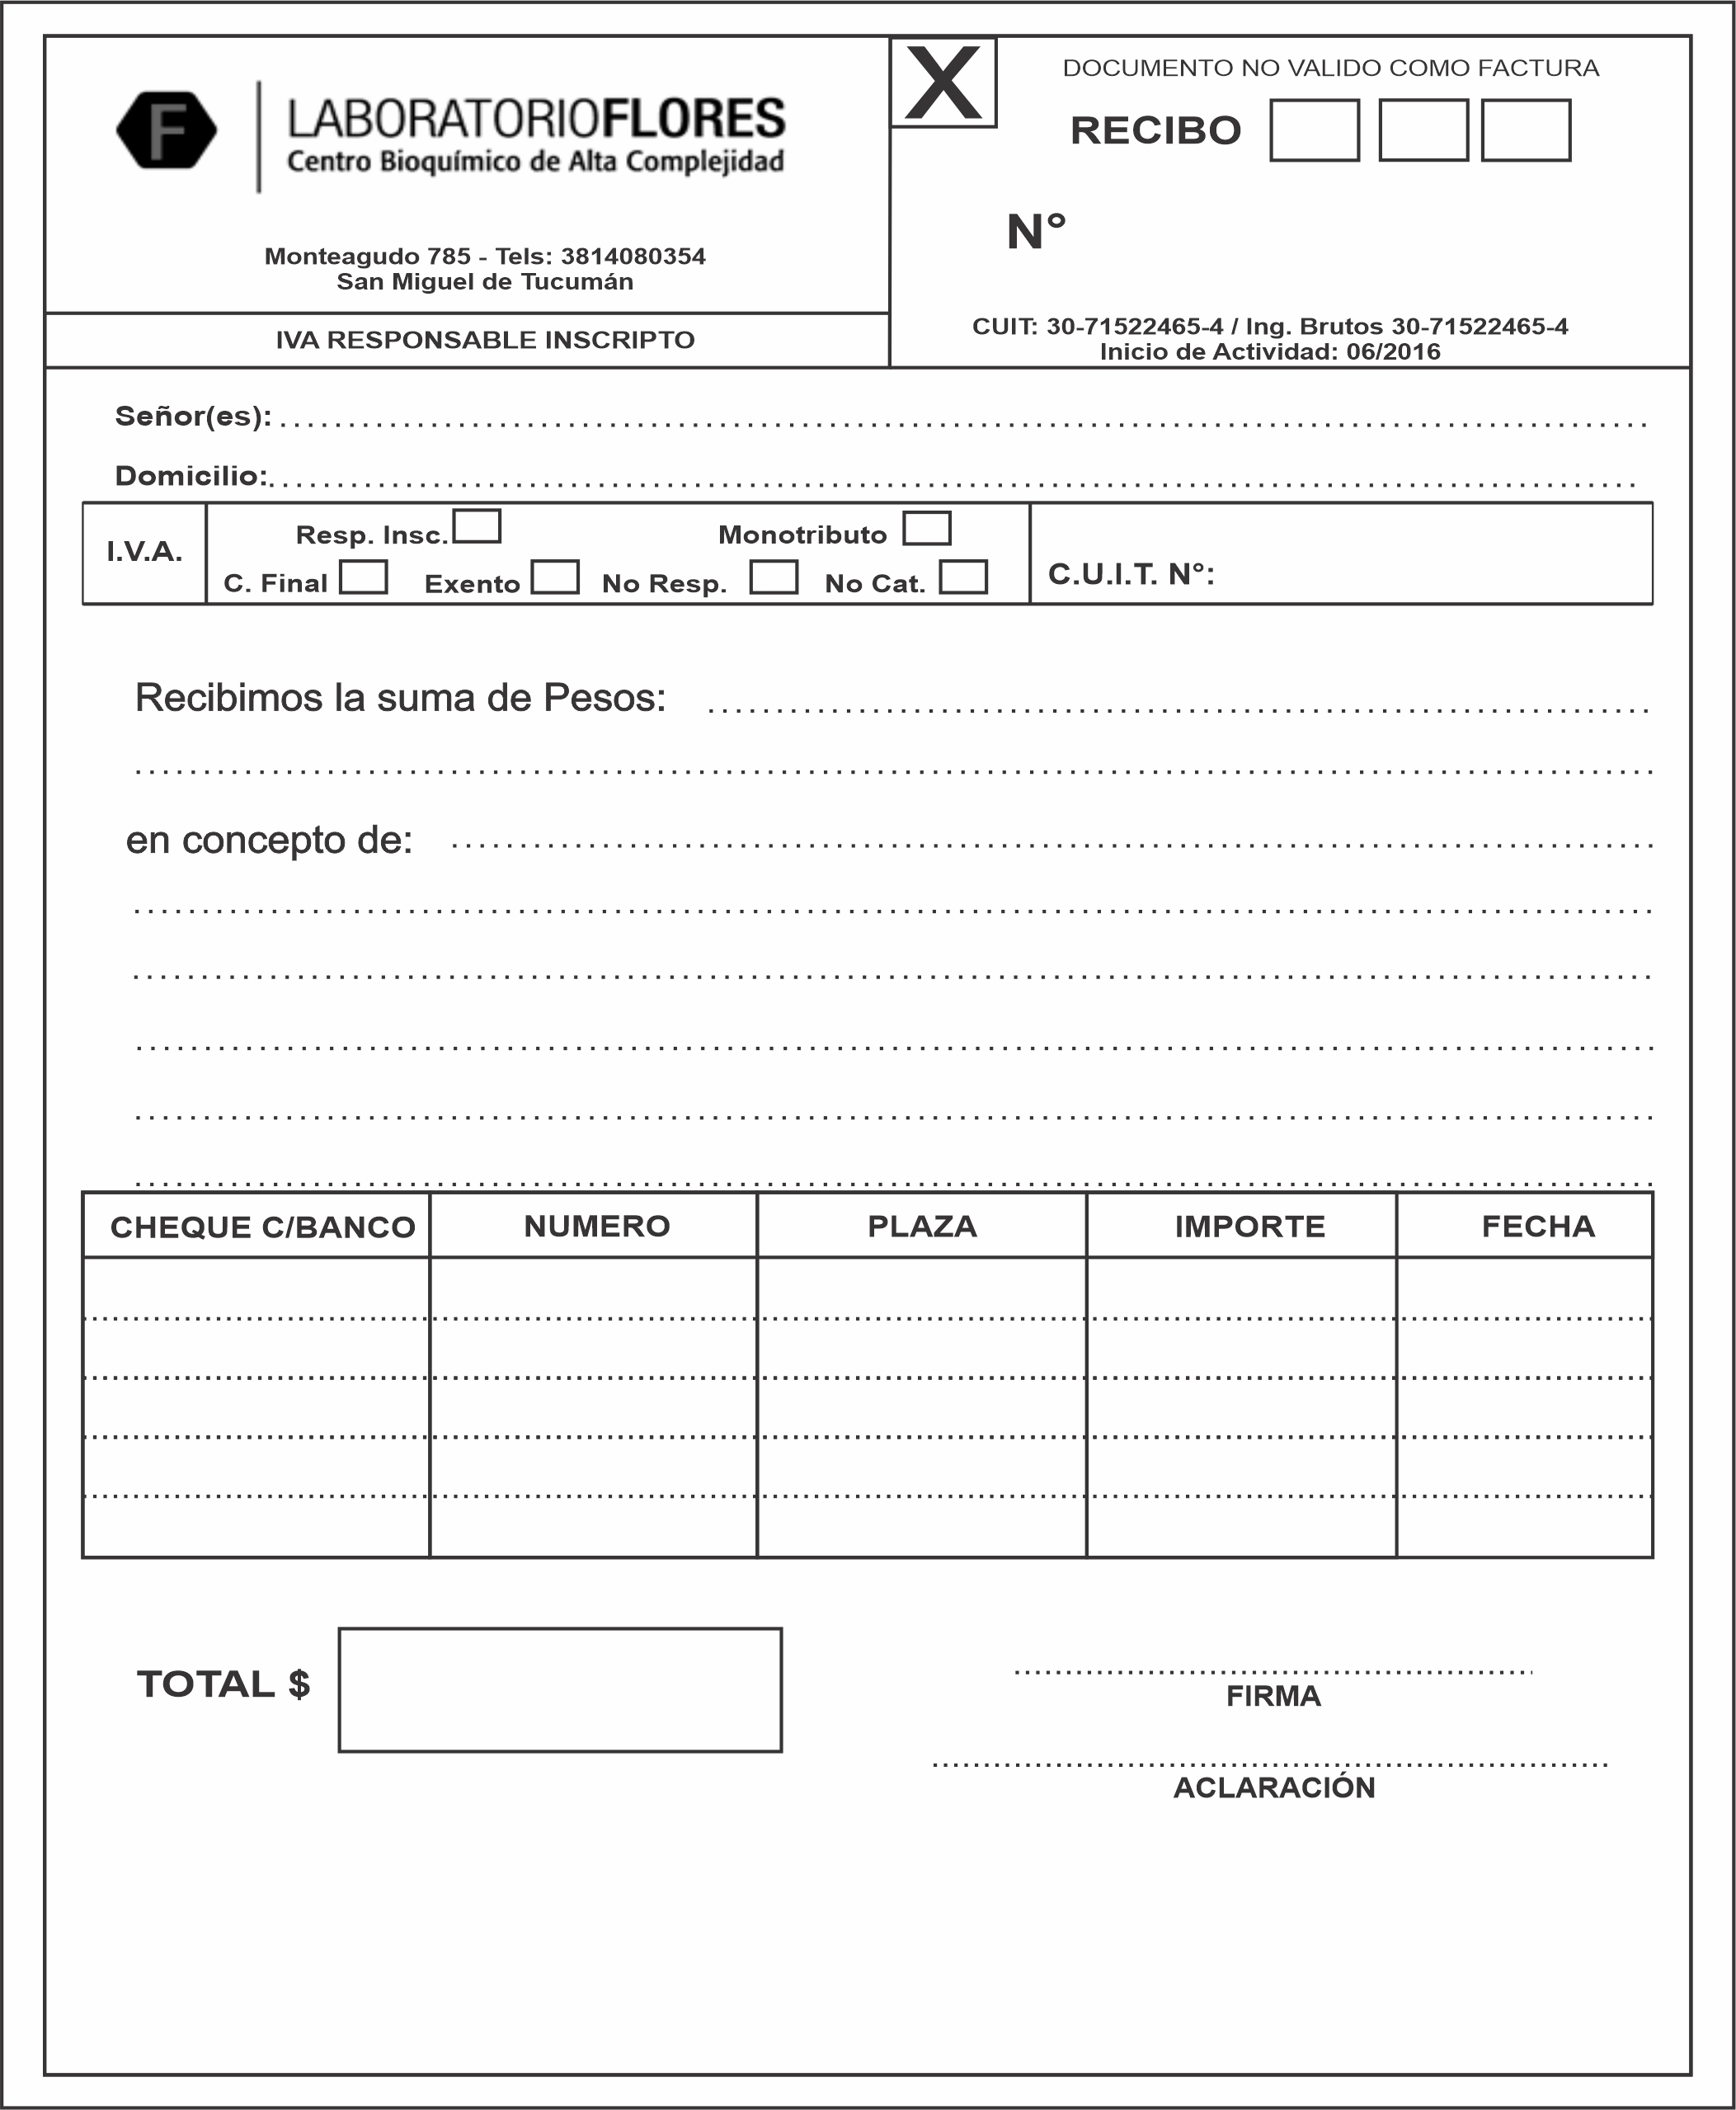 F
LABORATORIOFLORES
Centro Bioquímico de Alta Complejidad
Monteagudo 785 - Tels: 3814080354
San Miguel de Tucumán
IVA RESPONSABLE INSCRIPTO
X
DOCUMENTO NO VALIDO COMO FACTURA
RECIBO
N°
CUIT: 30-71522465-4 / Ing. Brutos 30-71522465-4
Inicio de Actividad: 06/2016
Señor(es):
Domicilio:
I.V.A.
Resp. Insc. Monotributo
C. Final Exento No Resp. No Cat.
C.U.I.T. N°:
Recibimos la suma de Pesos:
en concepto de:
CHEQUE C/BANCO NUMERO PLAZA IMPORTE FECHA
TOTAL $
FIRMA
ACLARACIÓN